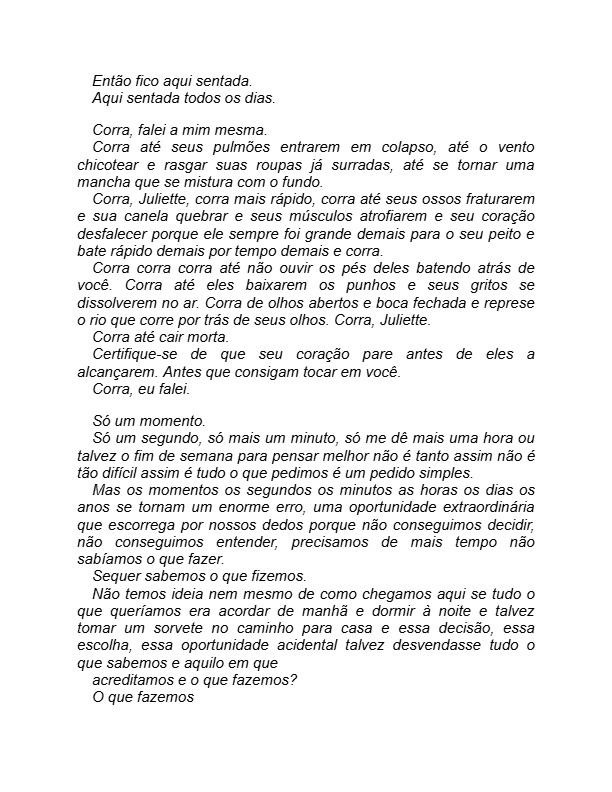 Então fico aqui sentada.
Aqui sentada todos os dias.
Corra, falei a mim mesma.
Corra até seus pulmões entrarem em colapso, até o vento
chicotear e rasgar suas roupas já surradas, até se tornar uma
mancha que se mistura com o fundo.
Corra, Juliette, corra mais rápido, corra até seus ossos fraturarem
e sua canela quebrar e seus músculos atrofiarem e seu coração
desfalecer porque ele sempre foi grande demais para o seu peito e
bate rápido demais por tempo demais e corra.
Corra corra corra até não ouvir os pés deles batendo atrás de
você. Corra até eles baixarem os punhos e seus gritos se
dissolverem no ar. Corra de olhos abertos e boca fechada e represe
o rio que corre por trás de seus olhos. Corra, Juliette.
Corra até cair morta.
Certifique-se de que seu coração pare antes de eles a
alcançarem. Antes que consigam tocar em você.
Corra, eu falei.
Só um momento.
Só um segundo, só mais um minuto, só me dê mais uma hora ou
talvez o fim de semana para pensar melhor não é tanto assim não é
tão difícil assim é tudo o que pedimos é um pedido simples.
Mas os momentos os segundos os minutos as horas os dias os
anos se tornam um enorme erro, uma oportunidade extraordinária
que escorrega por nossos dedos porque não conseguimos decidir,
não conseguimos entender, precisamos de mais tempo não
sabíamos o que fazer.
Sequer sabemos o que fizemos.
Não temos ideia nem mesmo de como chegamos aqui se tudo o
que queríamos era acordar de manhã e dormir à noite e talvez
tomar um sorvete no caminho para casa e essa decisão, essa
escolha, essa oportunidade acidental talvez desvendasse tudo o
que sabemos e aquilo em que
acreditamos e o que fazemos?
O que fazemos